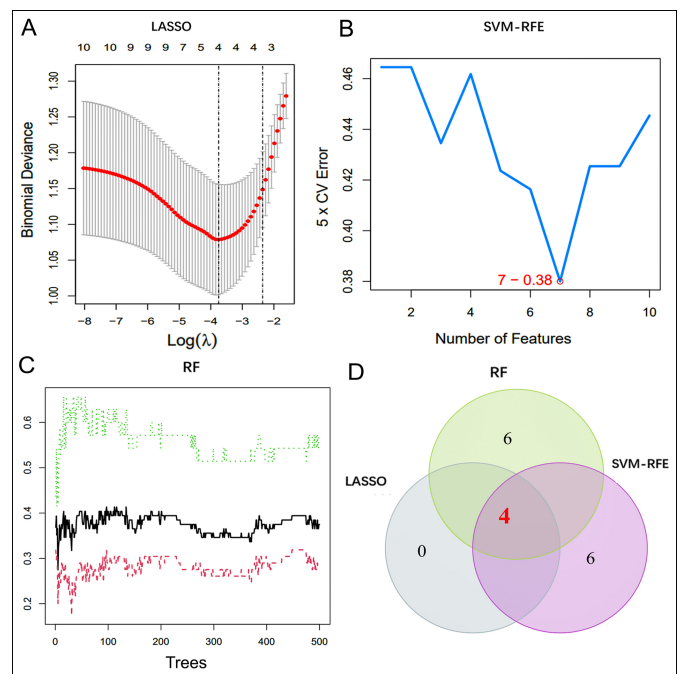 A
LASSO
10 10 9 9 9 7 5 4 4 4 3
Binomial Deviance
1.30
1.25
1.20
1.15
1.10
1.05
1.00
−8 −7 −6 −5 −4 −3 −2
Log(λ)
B
SVM-RFE
5 x CV Error
0.46
0.44
0.42
0.40
0.38
7 − 0.38
2 4 6 8 10
Number of Features
C
RF
0.6
0.5
0.4
0.3
0.2
0 100 200 300 400 500
Trees
D
RF
6
SVM-RFE
LASSO
4
0
6